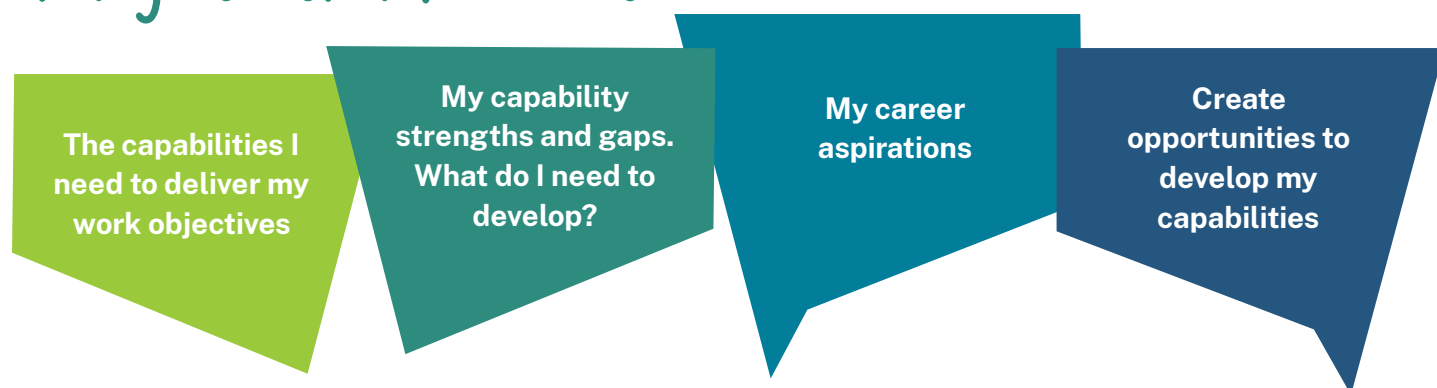 The capabilities I
need to deliver my
work objectives
My capability
strengths and gaps.
What do I need to
develop?
My career
aspirations
Create
opportunities to
develop my
capabilities